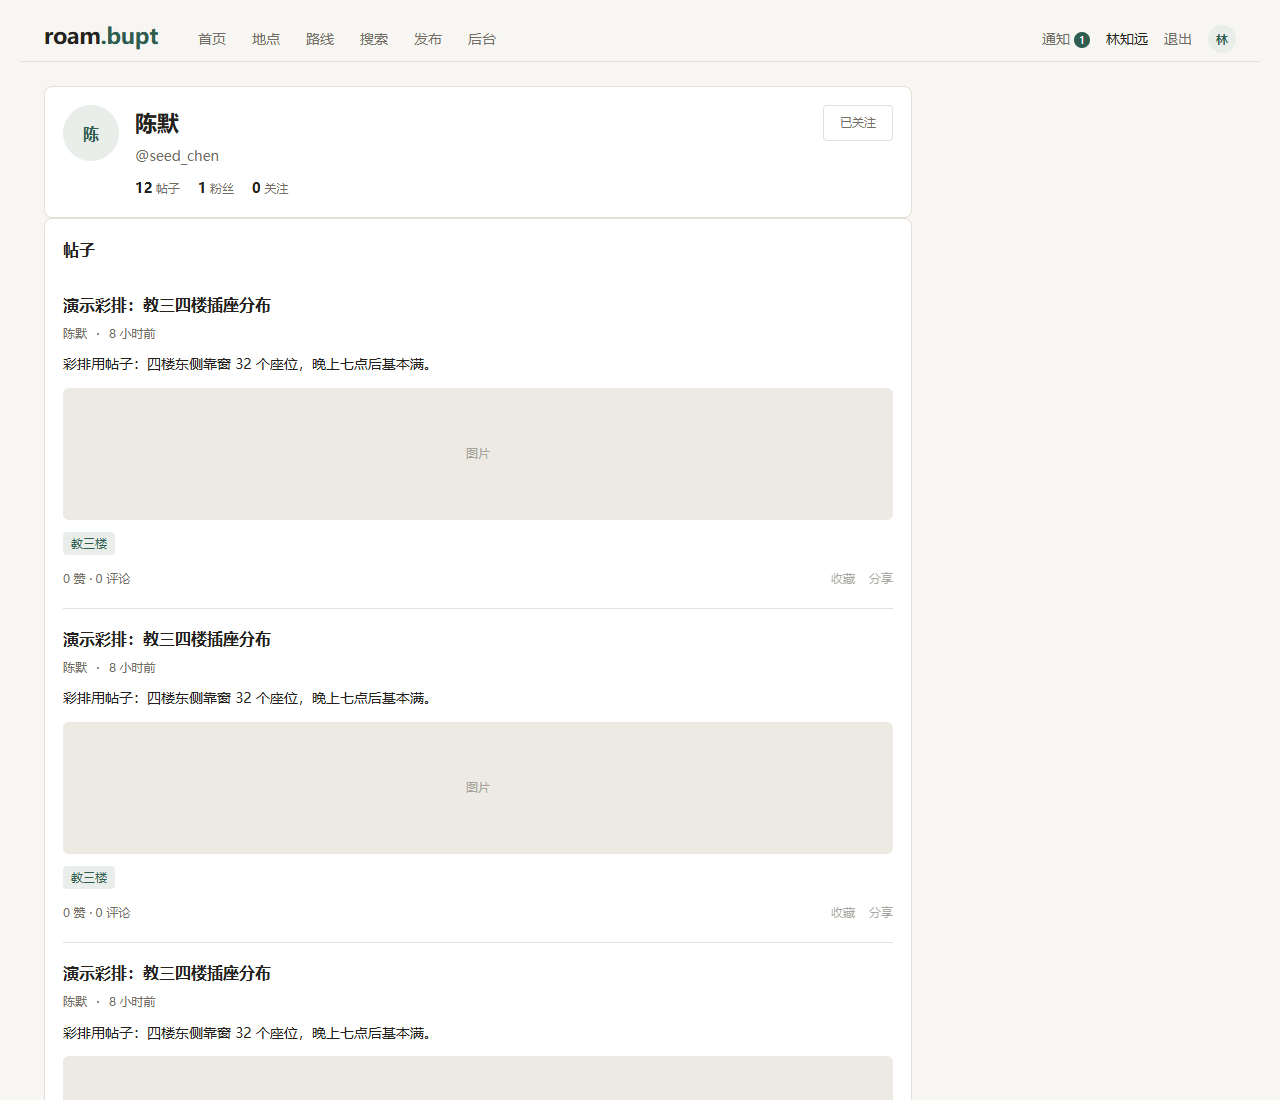 roam.bupt 首页 地点 路线 搜索 发布 后台 通知 1 林知远 退出 林
陈
陈默
已关注
@seed_chen
12 帖子 1 粉丝 0 关注
帖子
演示彩排：教三四楼插座分布
陈默 · 8 小时前
彩排用帖子：四楼东侧靠窗 32 个座位，晚上七点后基本满。
图片
教三楼
0 赞 · 0 评论 收藏 分享
演示彩排：教三四楼插座分布
陈默 · 8 小时前
彩排用帖子：四楼东侧靠窗 32 个座位，晚上七点后基本满。
图片
教三楼
0 赞 · 0 评论 收藏 分享
演示彩排：教三四楼插座分布
陈默 · 8 小时前
彩排用帖子：四楼东侧靠窗 32 个座位，晚上七点后基本满。